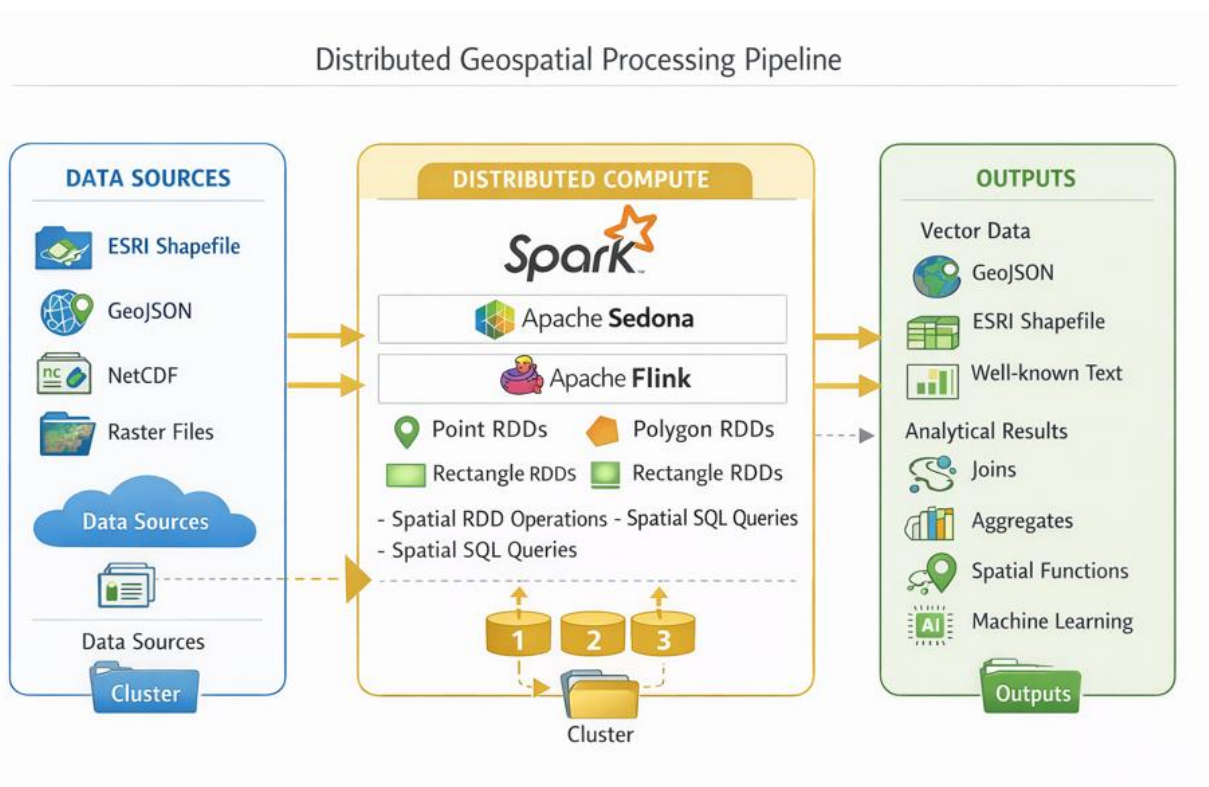 Distributed Geospatial Processing Pipeline
DATA SOURCES
ESRI Shapefile
GeoJSON
nc
NetCDF
Raster Files
Data Sources
Data Sources
Cluster
DISTRIBUTED COMPUTE
Spark
Apache Sedona
Apache Flink
Point RDDs
Polygon RDDs
Rectangle RDDs
Rectangle RDDs
- Spatial RDD Operations - Spatial SQL Queries
- Spatial SQL Queries
1 2 3
Cluster
OUTPUTS
Vector Data
GeoJSON
ESRI Shapefile
Well-known Text
Analytical Results
Joins
Aggregates
Spatial Functions
AI
Machine Learning
Outputs